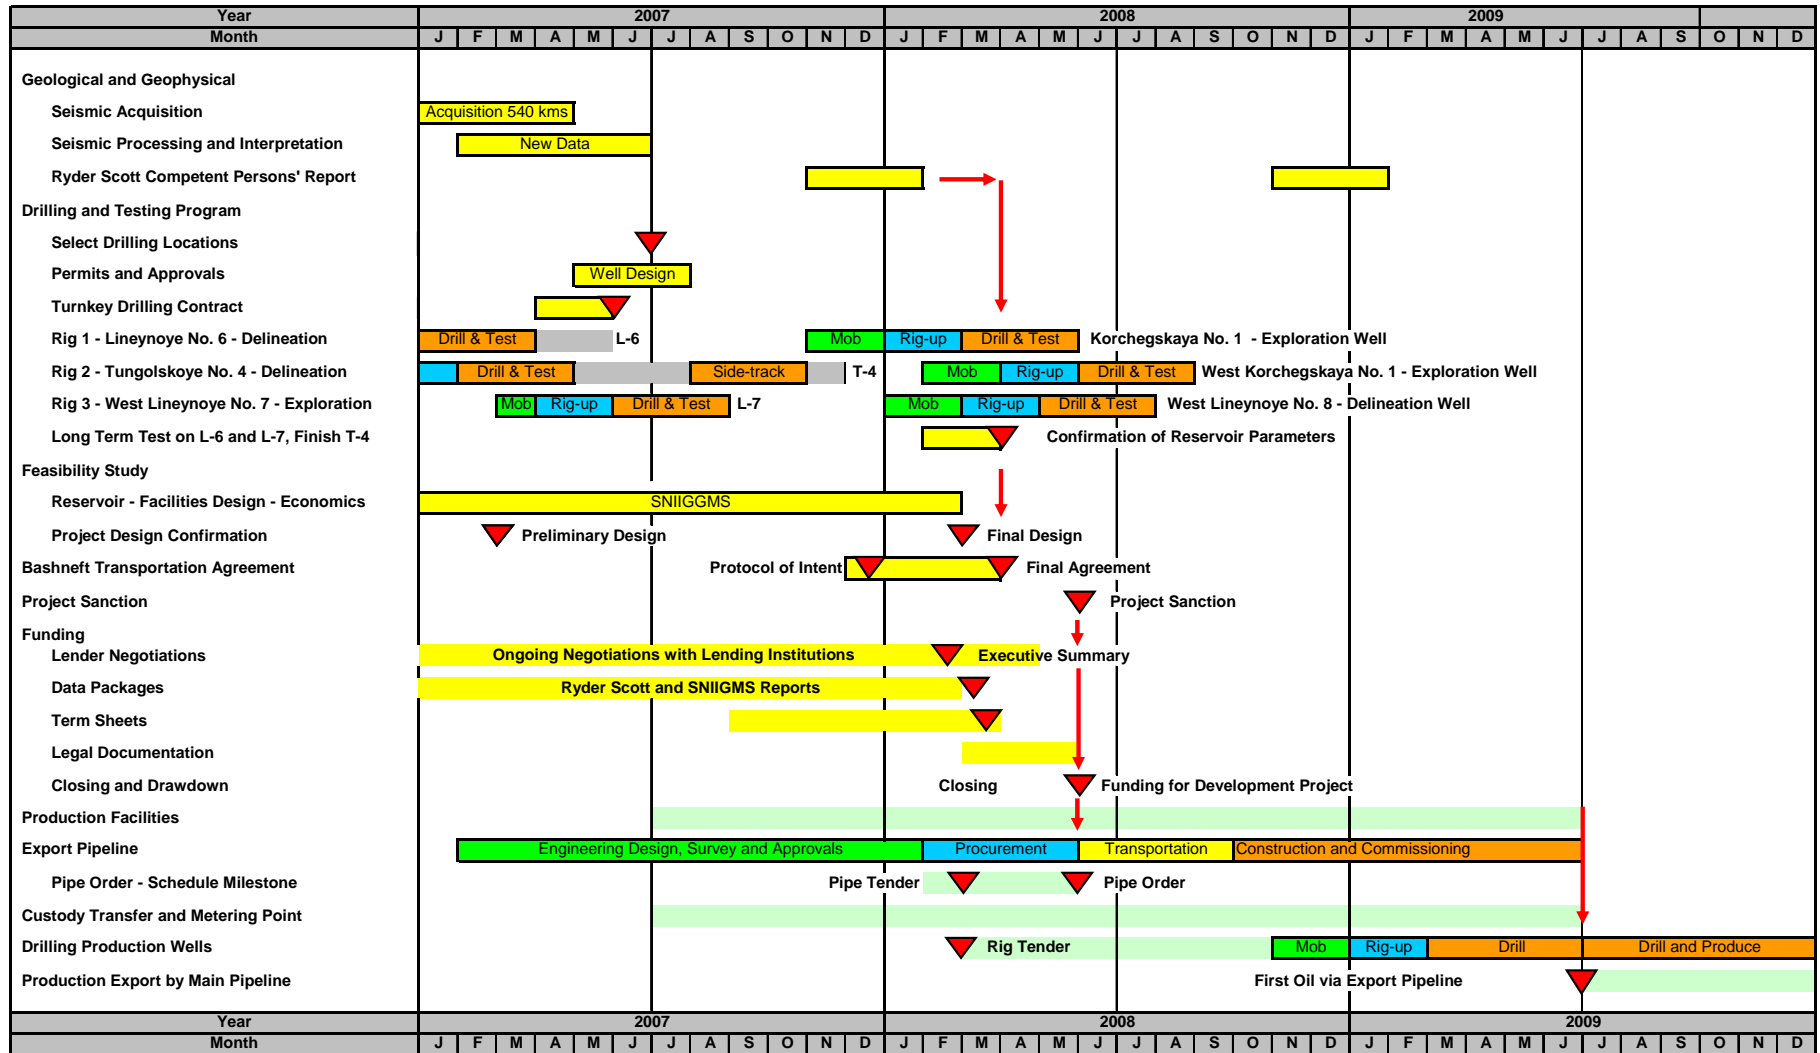 Year 2007 2008 2009
Month J F M A M J J A S O N D J F M A M J J A S O N D J F M A M J J A S O N D
Geological and Geophysical
Seismic Acquisition Acquisition 540 kms
Seismic Processing and Interpretation New Data
Ryder Scott Competent Persons' Report
Drilling and Testing Program
Select Drilling Locations
Permits and Approvals Well Design
Turnkey Drilling Contract
Rig 1 - Lineynoye No. 6 - Delineation Drill & Test L-6 Mob Rig-up Drill & Test Korchegskaya No. 1 - Exploration Well
Rig 2 - Tungolskoye No. 4 - Delineation Drill & Test Side-track T-4 Mob Rig-up Drill & Test West Korchegskaya No. 1 - Exploration Well
Rig 3 - West Lineynoye No. 7 - Exploration Mob Rig-up Drill & Test L-7 Mob Rig-up Drill & Test West Lineynoye No. 8 - Delineation Well
Long Term Test on L-6 and L-7, Finish T-4 Confirmation of Reservoir Parameters
Feasibility Study
Reservoir - Facilities Design - Economics SNIIGGMS
Project Design Confirmation Preliminary Design Final Design
Bashneft Transportation Agreement Protocol of Intent Final Agreement
Project Sanction Project Sanction
Funding
Lender Negotiations Ongoing Negotiations with Lending Institutions Executive Summary
Data Packages Ryder Scott and SNIIGMS Reports
Term Sheets
Legal Documentation
Closing and Drawdown Closing Funding for Development Project
Production Facilities
Export Pipeline Engineering Design, Survey and Approvals Procurement Transportation Construction and Commissioning
Pipe Order - Schedule Milestone Pipe Tender Pipe Order
Custody Transfer and Metering Point
Drilling Production Wells Rig Tender Mob Rig-up Drill Drill and Produce
Production Export by Main Pipeline First Oil via Export Pipeline
Year 2007 2008 2009
Month J F M A M J J A S O N D J F M A M J J A S O N D J F M A M J J A S O N D